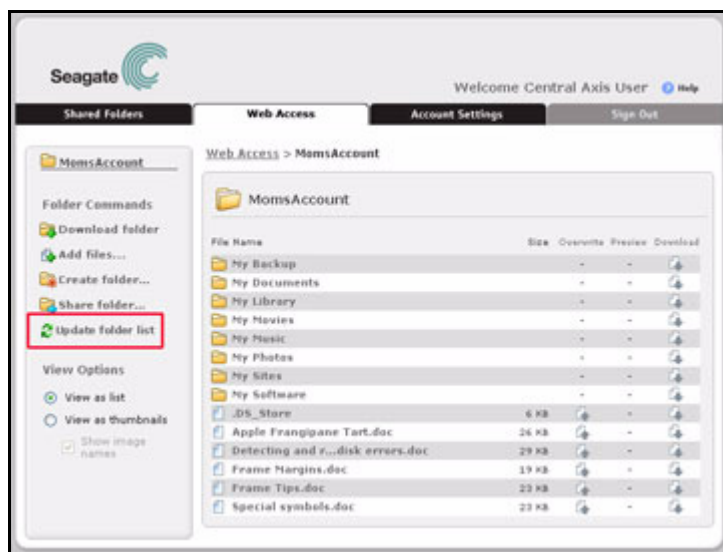 Seagate
Welcome Central Axis User Help
Shared Folders Web Access Account Settings Sign Out
MomsAccount
Folder Commands
Download folder
Add files...
Create folder...
Share folder...
Update folder list
View Options
View as list
View as thumbnails
Show image
names
Web Access > MomsAccount
MomsAccount
File Name Size Overwrite Preview Download
My Backup - -
My Documents - -
My Library - -
My Movies - -
My Music - -
My Photos - -
My Sites - -
My Software - -
.DS_Store 6 KB -
Apple Frangipane Tart.doc 26 KB -
Detecting and r...disk errors.doc 29 KB -
Frame Margins.doc 19 KB -
Frame Tips.doc 23 KB -
Special symbols.doc 23 KB -